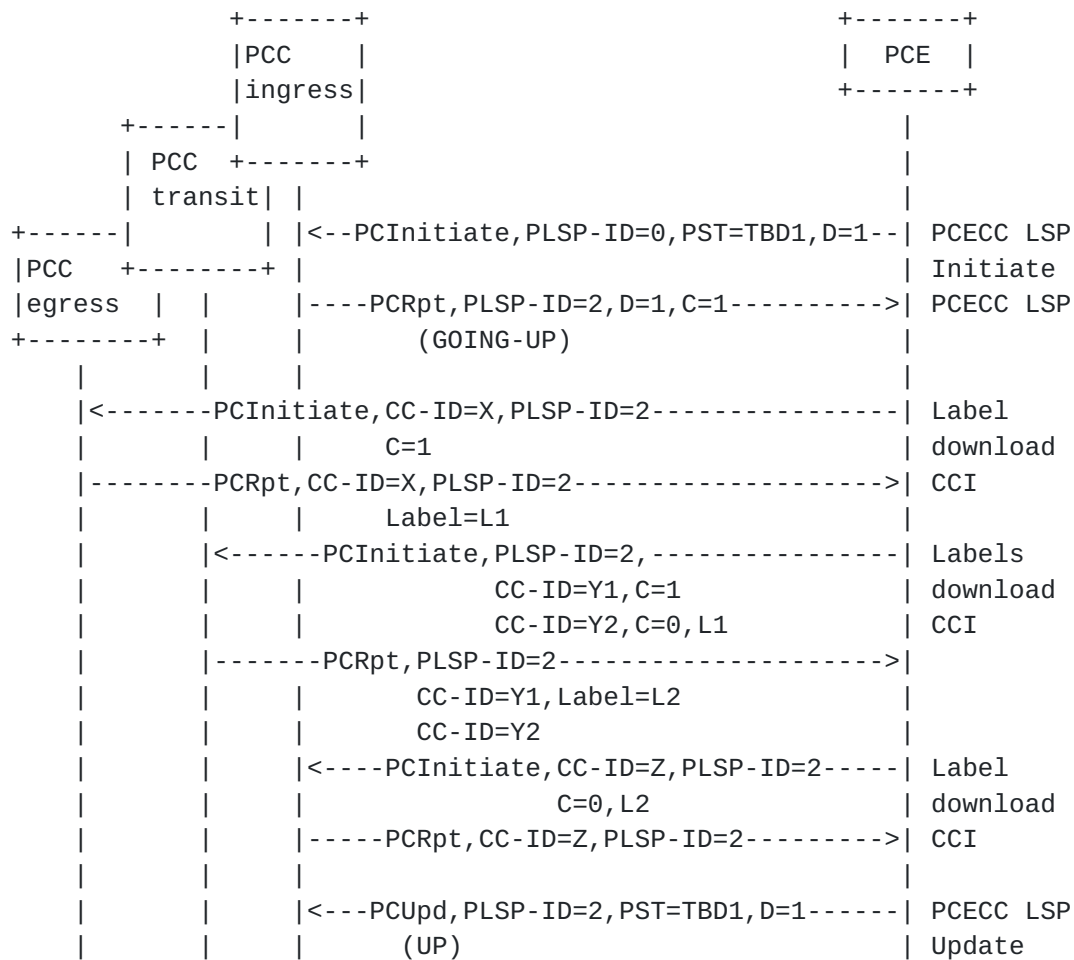 +-------+                              +-------+
               |PCC    |                              |  PCE  |
               |ingress|                              +-------+
        +------|       |                                  |
        | PCC  +-------+                                  |
        | transit| |                                      |
 +------|        | |<--PCInitiate,PLSP-ID=0,PST=TBD1,D=1--| PCECC LSP
 |PCC   +--------+ |                                      | Initiate
 |egress  |  |     |----PCRpt,PLSP-ID=2,D=1,C=1---------->| PCECC LSP
 +--------+  |     |       (GOING-UP)                     |
     |       |     |                                      |
     |<-------PCInitiate,CC-ID=X,PLSP-ID=2----------------| Label
     |       |     |     C=1                              | download
     |--------PCRpt,CC-ID=X,PLSP-ID=2-------------------->| CCI
     |       |     |     Label=L1                         |
     |       |<------PCInitiate,PLSP-ID=2,----------------| Labels
     |       |     |            CC-ID=Y1,C=1              | download
     |       |     |            CC-ID=Y2,C=0,L1           | CCI
     |       |-------PCRpt,PLSP-ID=2--------------------->|
     |       |     |       CC-ID=Y1,Label=L2              |
     |       |     |       CC-ID=Y2                       |
     |       |     |<----PCInitiate,CC-ID=Z,PLSP-ID=2-----| Label
     |       |     |                C=0,L2                | download
     |       |     |-----PCRpt,CC-ID=Z,PLSP-ID=2--------->| CCI
     |       |     |                                      |
     |       |     |<---PCUpd,PLSP-ID=2,PST=TBD1,D=1------| PCECC LSP
     |       |     |      (UP)                            | Update